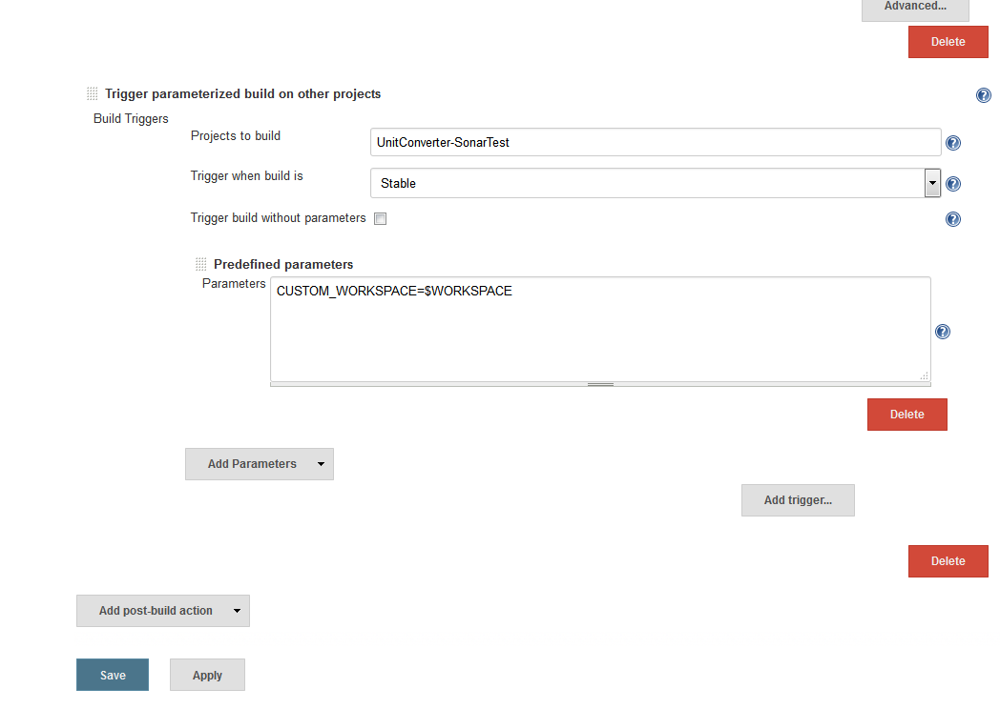 Advanced...
Delete
Trigger parameterized build on other projects
Build Triggers
Projects to build
UnitConverter-SonarTest
Trigger when build is
Stable
Trigger build without parameters
Predefined parameters
Parameters
CUSTOM_WORKSPACE=$WORKSPACE
Delete
Add Parameters
Add trigger...
Delete
Add post-build action
Save
Apply